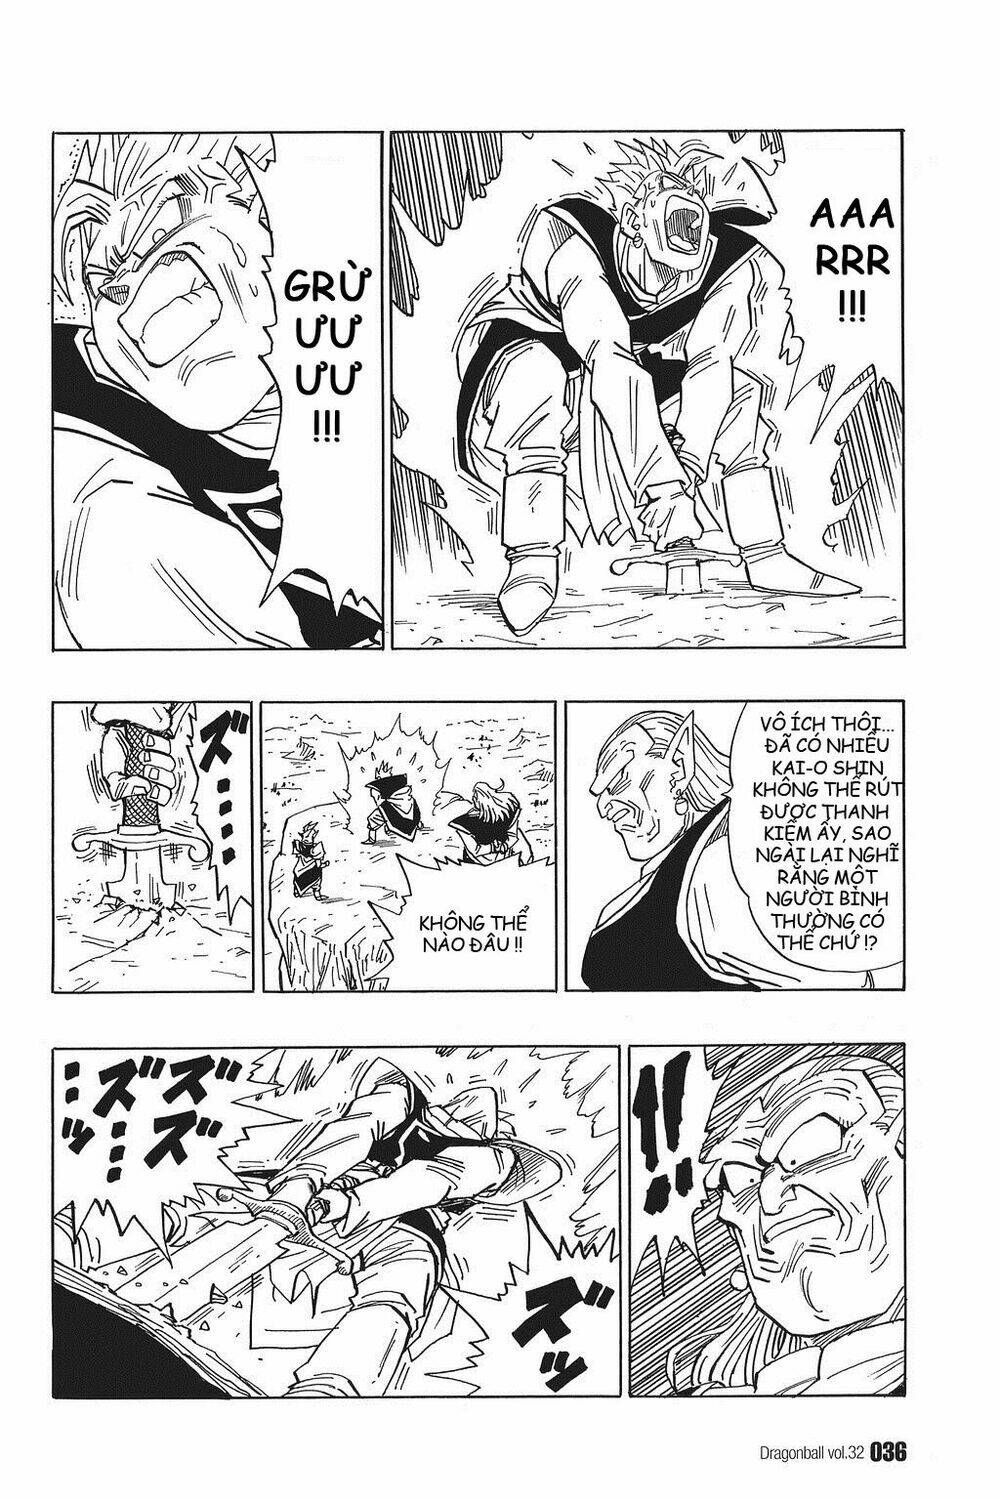 AAA
RRR
!!!
GRỪ
ƯƯ
ƯƯ
!!!
VÔ ÍCH THÔI...
ĐÃ CÓ NHIỀU
KAI-O SHIN
KHÔNG THỂ RÚT
ĐƯỢC THANH
KIẾM ẤY, SAO
NGÀI LẠI NGHĨ
RẰNG MỘT
NGƯỜI BÌNH
THƯỜNG CÓ
THỂ CHỨ !?
KHÔNG THỂ
NÀO ĐÂU !!
ズ……
!!
!!
ズズズ
ズ……ッ
ズッ
Dragonball vol.32 036